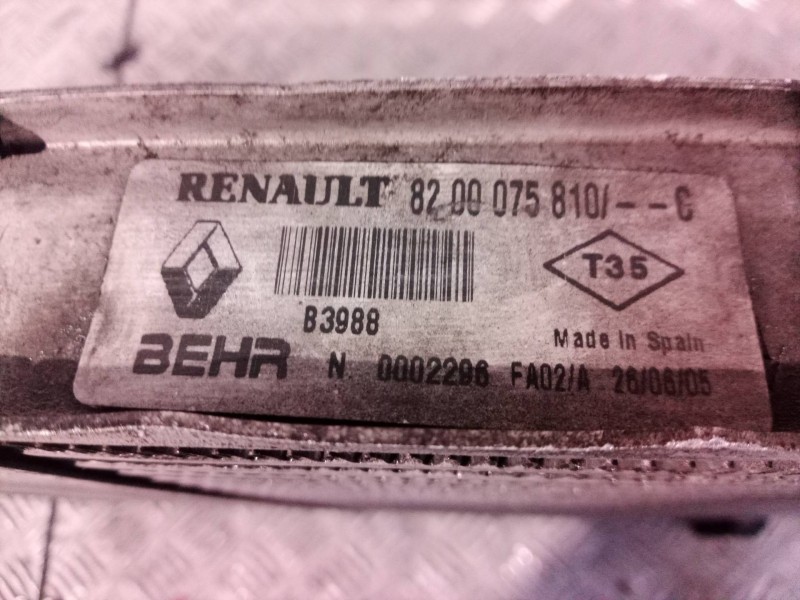 RENAULT 82 00 075 810/--C
T35
B3988
Made in Spain
BEHR N 0002296 FA02/A 26/06/05